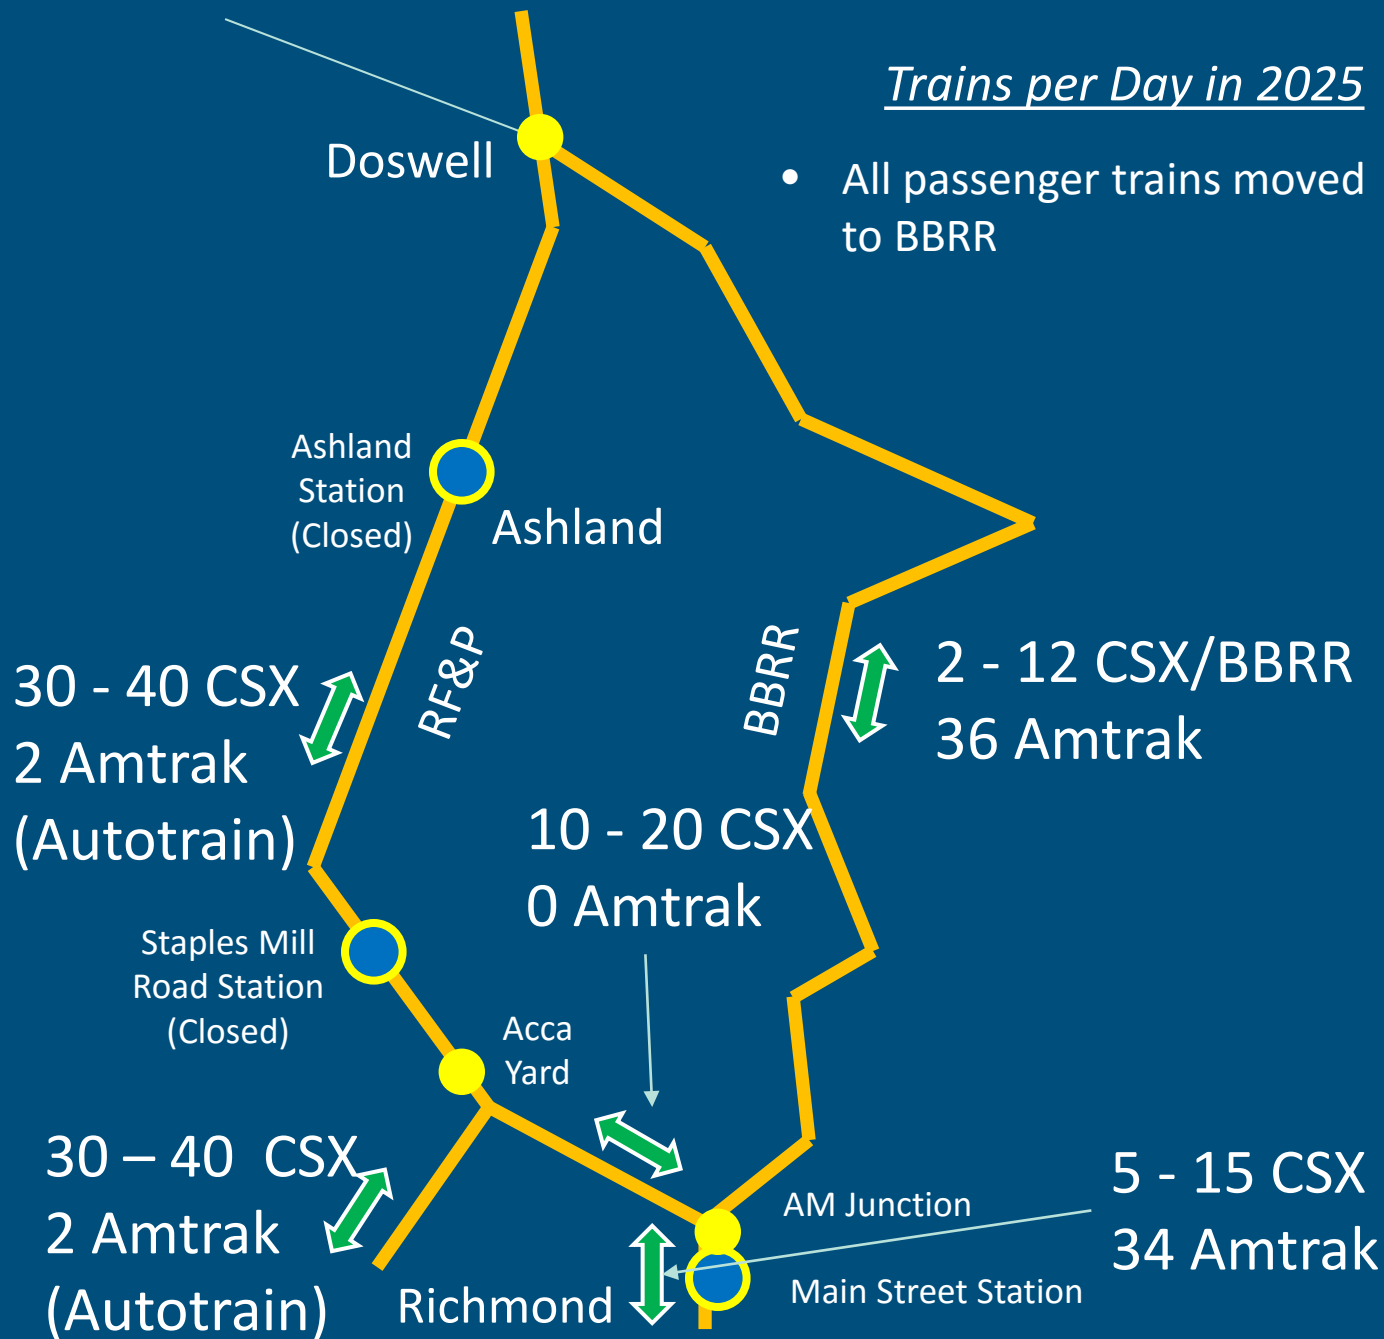 Trains per Day in 2025
Doswell
• All passenger trains moved
to BBRR
Ashland
Station
(Closed)
Ashland
RF&P
BBRR
30 - 40 CSX
2 Amtrak
(Autotrain)
2 - 12 CSX/BBRR
36 Amtrak
10 - 20 CSX
0 Amtrak
Staples Mill
Road Station
(Closed)
Acca
Yard
30 – 40  CSX
2 Amtrak
(Autotrain)
AM Junction
5 - 15 CSX
34 Amtrak
Richmond
Main Street Station